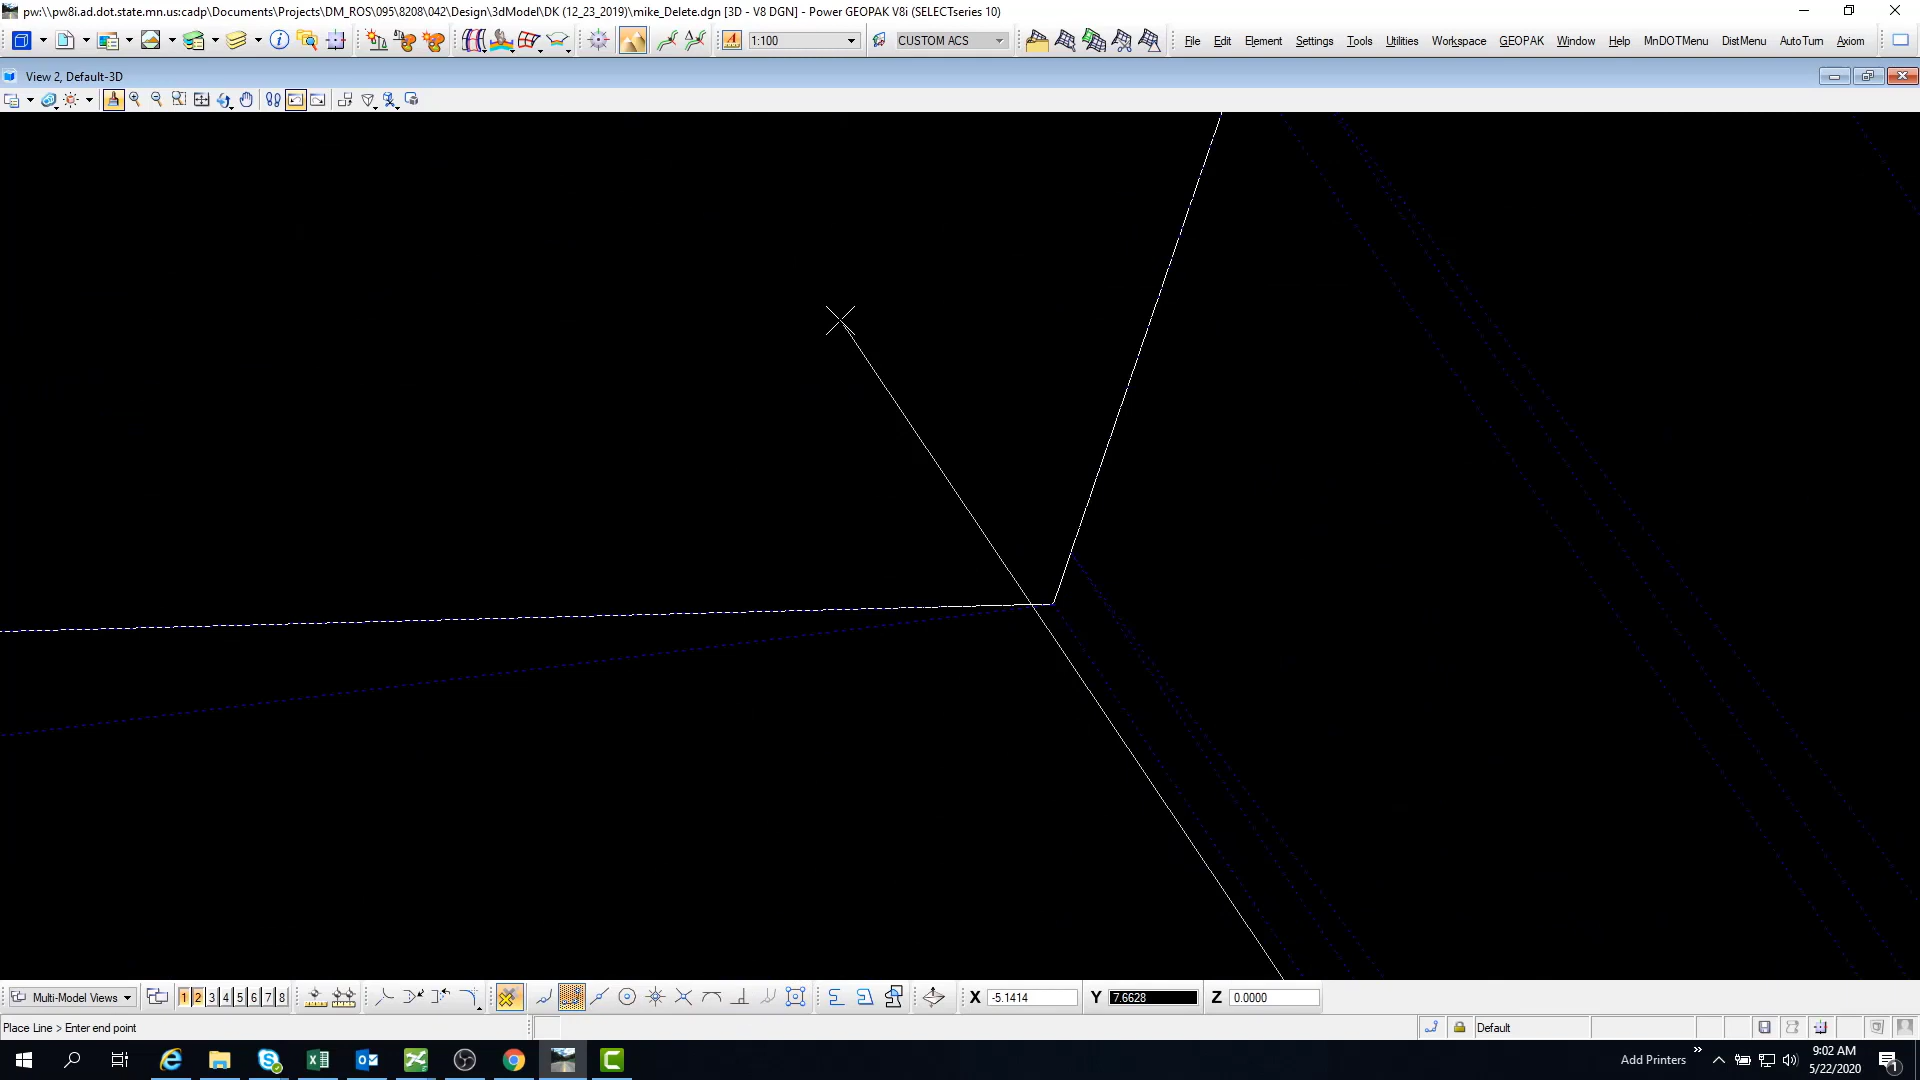 pw:\\pw8i.ad.dot.state.mn.us:cadp\Documents\Projects\DM_ROS\095\8208\042\Design\3dModel\DK (12_23_2019)\mike_Delete.dgn [3D - V8 DGN] - Power GEOPAK V8i (SELECTseries 10)
1:100 CUSTOM ACS File Edit Element Settings Tools Utilities Workspace GEOPAK Window Help MnDOTMenu DistMenu AutoTurn Axiom
View 2, Default-3D
Multi-Model Views 1 2 3 4 5 6 7 8 X -5.1414 Y 7.6628 Z 0.0000
Place Line > Enter end point Default
Add Printers
9:02 AM
5/22/2020
1